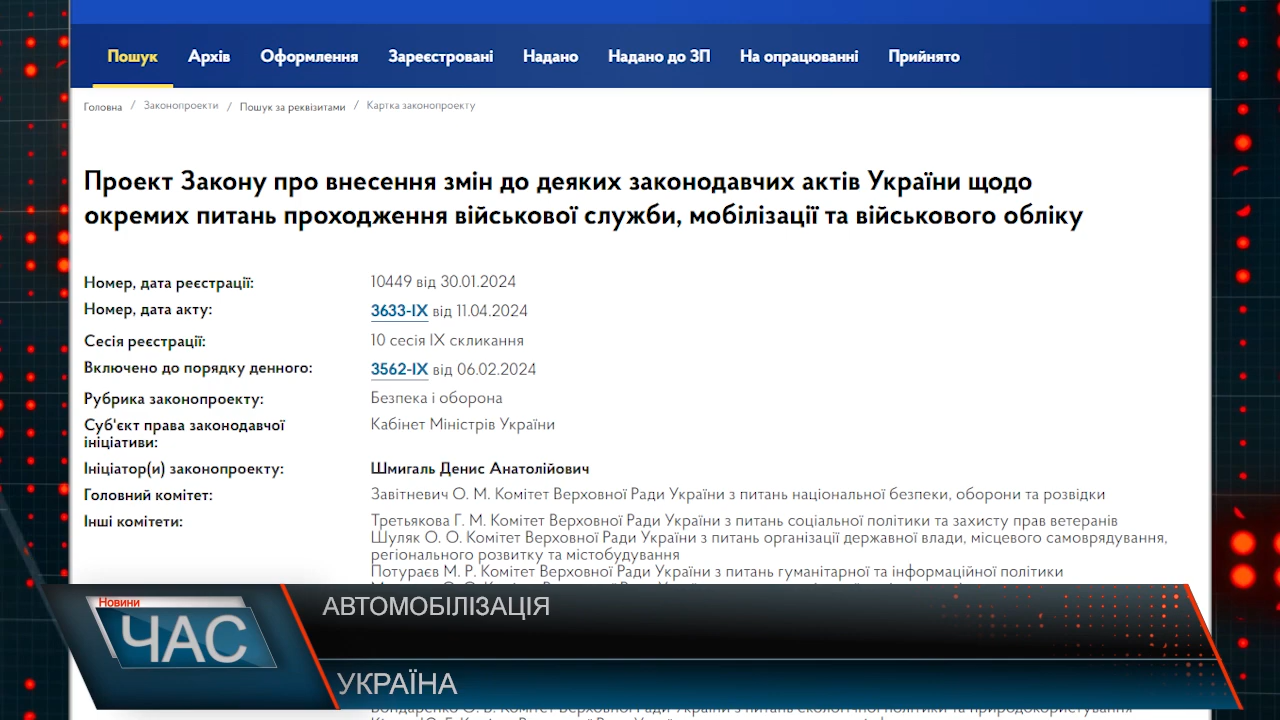 Пошук Архів Оформлення Зареєстровані Надано Надано до ЗП На опрацюванні Прийнято
Головна / Законопроекти / Пошук за реквізитами / Картка законопроекту
Проект Закону про внесення змін до деяких законодавчих актів України щодо
окремих питань проходження військової служби, мобілізації та військового обліку
Номер, дата реєстрації: 10449 від 30.01.2024
Номер, дата акту: 3633-IX від 11.04.2024
Сесія реєстрації: 10 сесія IX скликання
Включено до порядку денного: 3562-IX від 06.02.2024
Рубрика законопроекту: Безпека і оборона
Суб'єкт права законодавчої Кабінет Міністрів України
ініціативи:
Ініціатор(и) законопроекту: Шмигаль Денис Анатолійович
Головний комітет: Завітневич О. М. Комітет Верховної Ради України з питань національної безпеки, оборони та розвідки
Інші комітети: Третьякова Г. М. Комітет Верховної Ради України з питань соціальної політики та захисту прав ветеранів
Шуляк О. О. Комітет Верховної Ради України з питань організації державної влади, місцевого самоврядування,
регіонального розвитку та містобудування
Потураєв М. Р. Комітет Верховної Ради України з питань гуманітарної та інформаційної політики
Новини
ЧАС
АВТОМОБІЛІЗАЦІЯ
УКРАЇНА